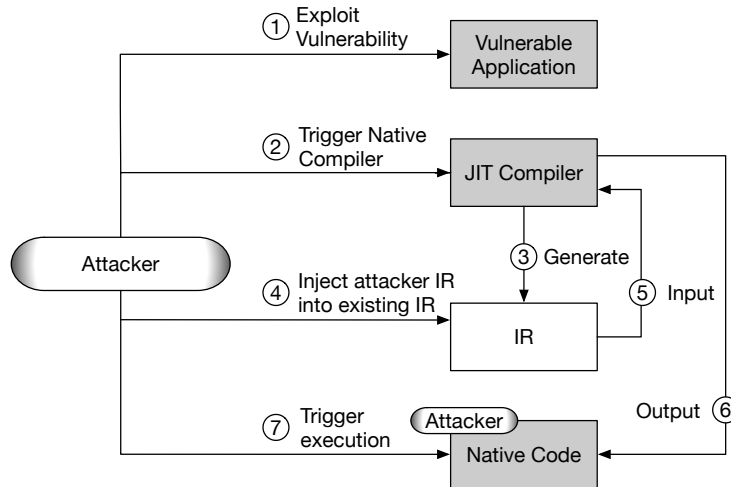 ① Exploit
Vulnerability
Vulnerable
Application
② Trigger Native
Compiler
JIT Compiler
③ Generate
Attacker
④ Inject attacker IR
into existing IR
⑤ Input
IR
Output ⑥
⑦ Trigger
execution
Attacker
Native Code